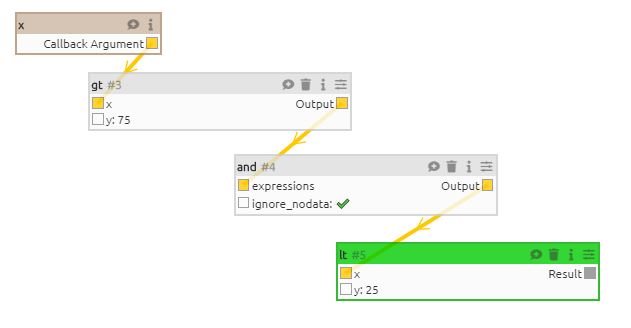 x
Callback Argument
gt #3
x Output
y: 75
and #4
expressions Output
ignore_nodata:
lt #5
x Result
y: 25